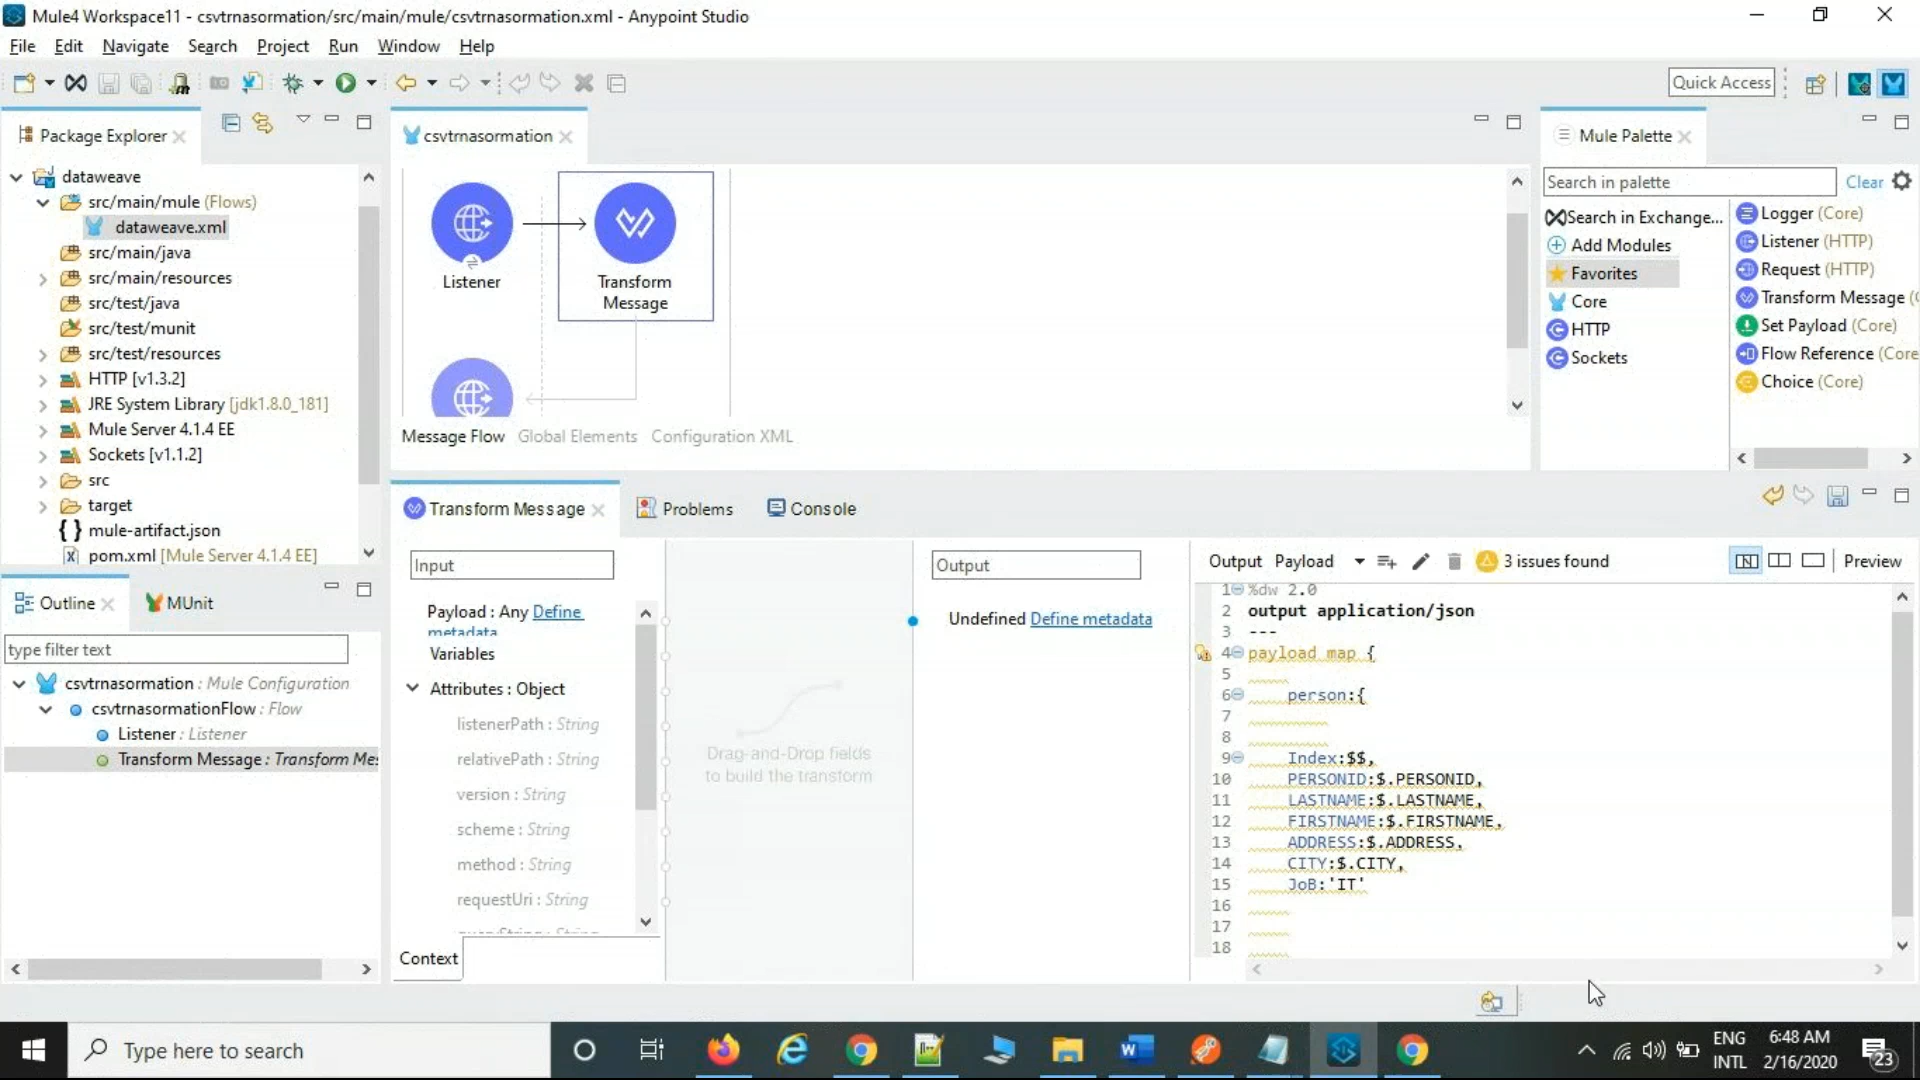 Mule4 Workspace11 - csvtrnasormation/src/main/mule/csvtrnasormation.xml - Anypoint Studio
File Edit Navigate Search Project Run Window Help
Quick Access
Package Explorer
dataweave
src/main/mule (Flows)
dataweave.xml
src/main/java
src/main/resources
src/test/java
src/test/munit
src/test/resources
HTTP [v1.3.2]
JRE System Library [jdk1.8.0_181]
Mule Server 4.1.4 EE
Sockets [v1.1.2]
src
target
mule-artifact.json
pom.xml [Mule Server 4.1.4 EE]
csvtrnasormation
Listener
Transform
Message
Message Flow Global Elements Configuration XML
Mule Palette
Search in palette
Clear
Search in Exchange...
Add Modules
Favorites
Core
HTTP
Sockets
Logger (Core)
Listener (HTTP)
Request (HTTP)
Transform Message (
Set Payload (Core)
Flow Reference (Core
Choice (Core)
Outline
MUnit
type filter text
csvtrnasormation : Mule Configuration
csvtrnasormationFlow : Flow
Listener : Listener
Transform Message : Transform Me
Transform Message Problems Console
Input
Payload : Any Define
metadata
Variables
Attributes : Object
listenerPath : String
relativePath : String
version : String
scheme : String
method : String
requestUri : String
Context
Drag-and-Drop fields
to build the transform
Output
Undefined Define metadata
Output Payload 3 issues found Preview
1 %dw 2.0
2 output application/json
3 ---
4 payload map {
5
6 person:{
7
8
9 Index:$$,
10 PERSONID:$.PERSONID,
11 LASTNAME:$.LASTNAME,
12 FIRSTNAME:$.FIRSTNAME,
13 ADDRESS:$.ADDRESS,
14 CITY:$.CITY,
15 JoB:'IT'
16
17
18
Type here to search
ENG
INTL
6:48 AM
2/16/2020
23